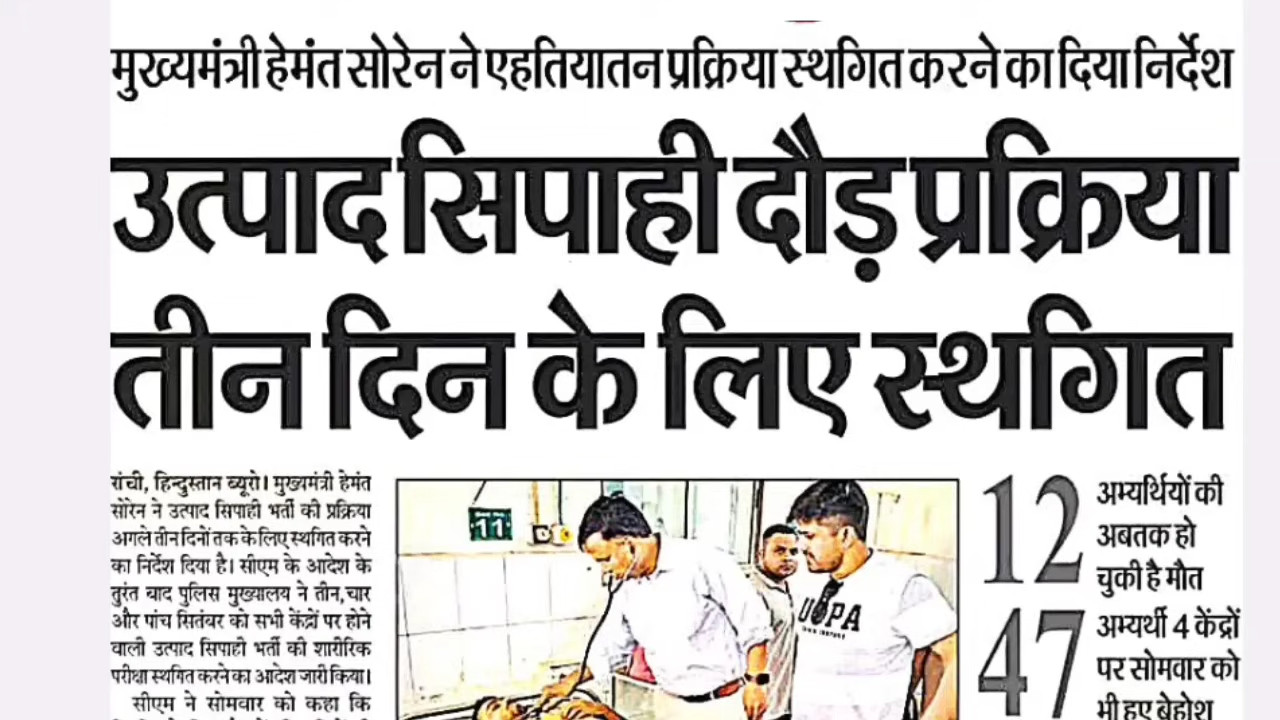 मुख्यमंत्री हेमंत सोरेन ने एहतियातन प्रक्रिया स्थगित करने का दिया निर्देश
उत्पाद सिपाही दौड़ प्रक्रिया
तीन दिन के लिए स्थगित
रांची, हिन्दुस्तान ब्यूरो। मुख्यमंत्री हेमंत
सोरेन ने उत्पाद सिपाही भर्ती की प्रक्रिया
अगले तीन दिनों तक के लिए स्थगित करने
का निर्देश दिया है। सीएम के आदेश के
तुरंत बाद पुलिस मुख्यालय ने तीन, चार
और पांच सितंबर को सभी केंद्रों पर होने
वाली उत्पाद सिपाही भर्ती की शारीरिक
परीक्षा स्थगित करने का आदेश जारी किया।
सीएम ने सोमवार को कहा कि
11
12
अभ्यर्थियों की
अबतक हो
चुकी है मौत
47
अभ्यर्थी 4 केंद्रों
पर सोमवार को
भी हुए बेहोश